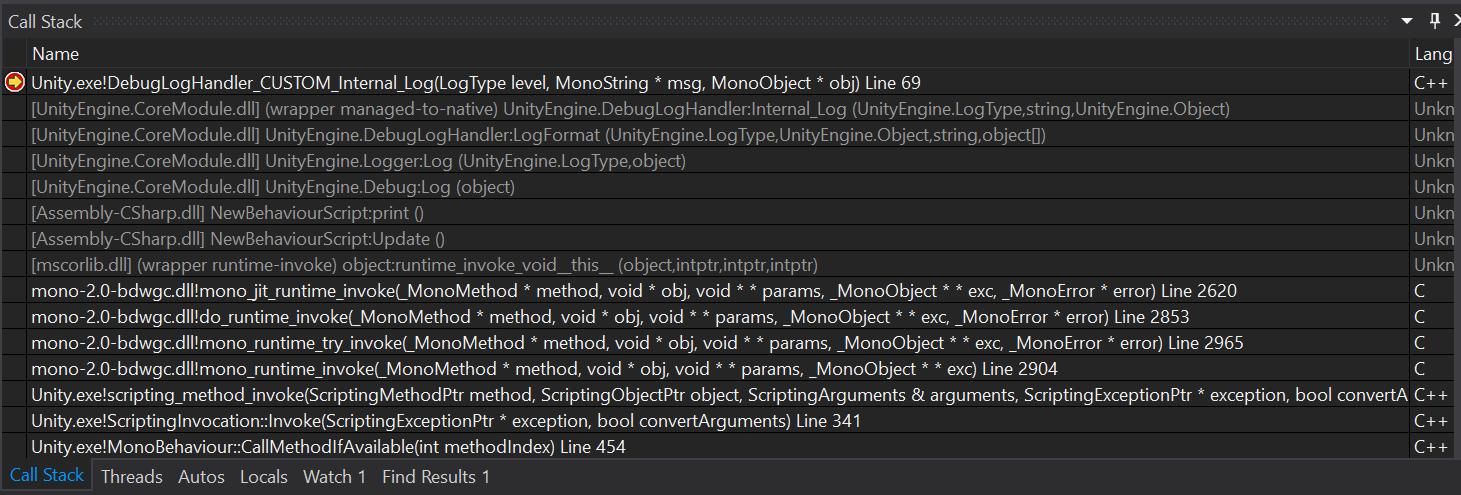 Call Stack
Name Lang
Unity.exe!DebugLogHandler_CUSTOM_Internal_Log(LogType level, MonoString * msg, MonoObject * obj) Line 69 C++
[UnityEngine.CoreModule.dll] (wrapper managed-to-native) UnityEngine.DebugLogHandler:Internal_Log (UnityEngine.LogType,string,UnityEngine.Object) Unkn
[UnityEngine.CoreModule.dll] UnityEngine.DebugLogHandler:LogFormat (UnityEngine.LogType,UnityEngine.Object,string,object[]) Unkn
[UnityEngine.CoreModule.dll] UnityEngine.Logger:Log (UnityEngine.LogType,object) Unkn
[UnityEngine.CoreModule.dll] UnityEngine.Debug:Log (object) Unkn
[Assembly-CSharp.dll] NewBehaviourScript:print () Unkn
[Assembly-CSharp.dll] NewBehaviourScript:Update () Unkn
[mscorlib.dll] (wrapper runtime-invoke) object:runtime_invoke_void__this__ (object,intptr,intptr,intptr) Unkn
mono-2.0-bdwgc.dll!mono_jit_runtime_invoke(_MonoMethod * method, void * obj, void * * params, _MonoObject * * exc, _MonoError * error) Line 2620 C
mono-2.0-bdwgc.dll!do_runtime_invoke(_MonoMethod * method, void * obj, void * * params, _MonoObject * * exc, _MonoError * error) Line 2853 C
mono-2.0-bdwgc.dll!mono_runtime_try_invoke(_MonoMethod * method, void * obj, void * * params, _MonoObject * * exc, _MonoError * error) Line 2965 C
mono-2.0-bdwgc.dll!mono_runtime_invoke(_MonoMethod * method, void * obj, void * * params, _MonoObject * * exc) Line 2904 C
Unity.exe!scripting_method_invoke(ScriptingMethodPtr method, ScriptingObjectPtr object, ScriptingArguments & arguments, ScriptingExceptionPtr * exception, bool convertA C++
Unity.exe!ScriptingInvocation::Invoke(ScriptingExceptionPtr * exception, bool convertArguments) Line 341 C++
Unity.exe!MonoBehaviour::CallMethodIfAvailable(int methodIndex) Line 454 C++
Call Stack Threads Autos Locals Watch 1 Find Results 1